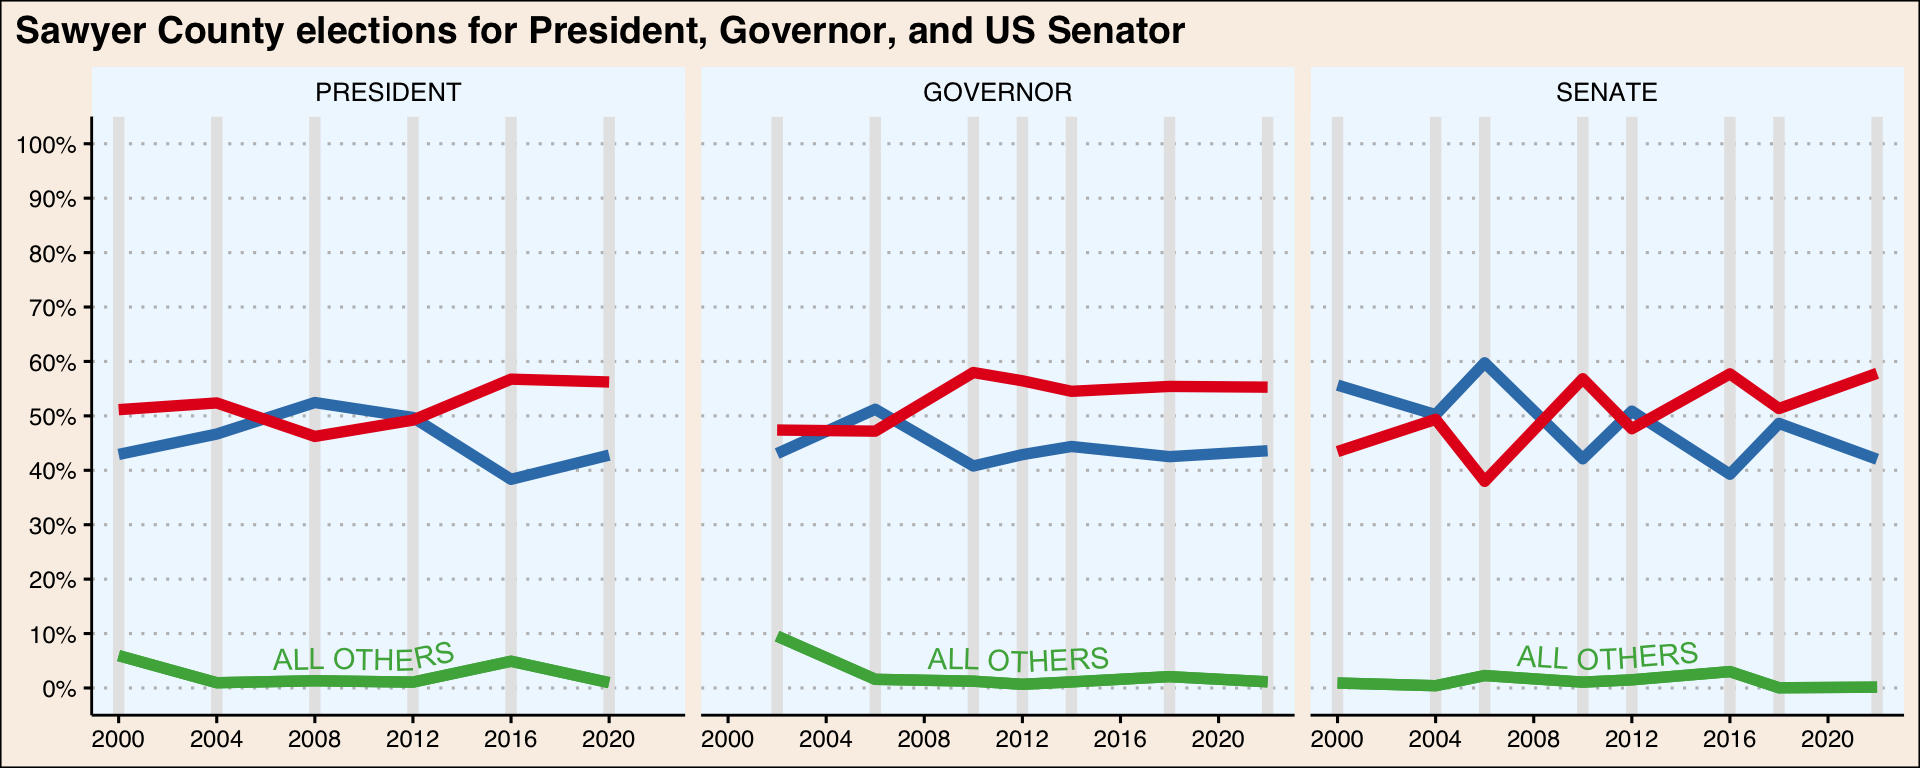 Sawyer County elections for President, Governor, and US Senator
PRESIDENT
GOVERNOR
SENATE
100%
90%
80%
70%
60%
50%
40%
30%
20%
10%
0%
ALL OTHERS
ALL OTHERS
ALL OTHERS
2000 2004 2008 2012 2016 2020
2000 2004 2008 2012 2016 2020
2000 2004 2008 2012 2016 2020